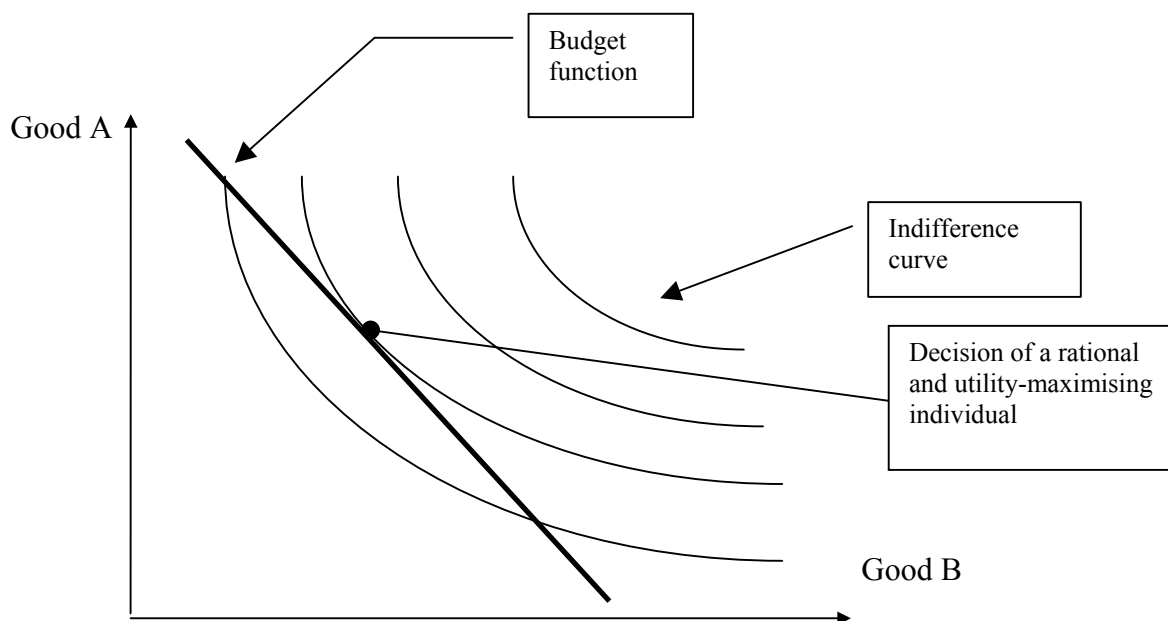 Budget
function
Good A
Indifference
curve
Decision of a rational
and utility-maximising
individual
Good B